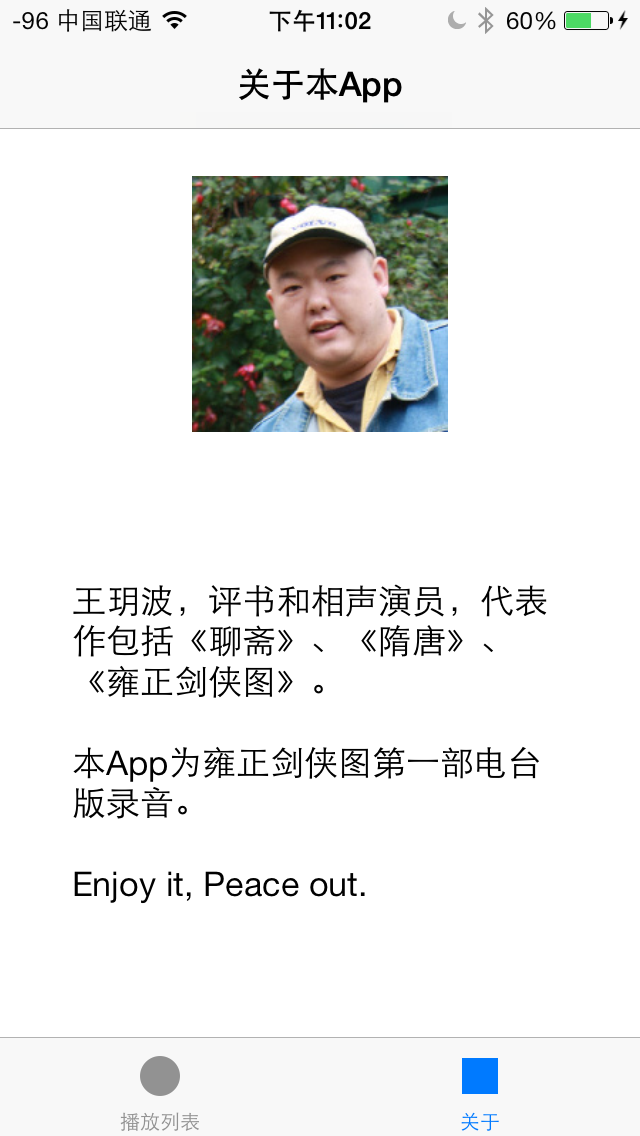 -96 中国联通 下午11:02 60%
关于本App
VOLVO
王玥波，评书和相声演员，代表
作包括《聊斋》、《隋唐》、
《雍正剑侠图》。
本App为雍正剑侠图第一部电台
版录音。
Enjoy it, Peace out.
播放列表 关于